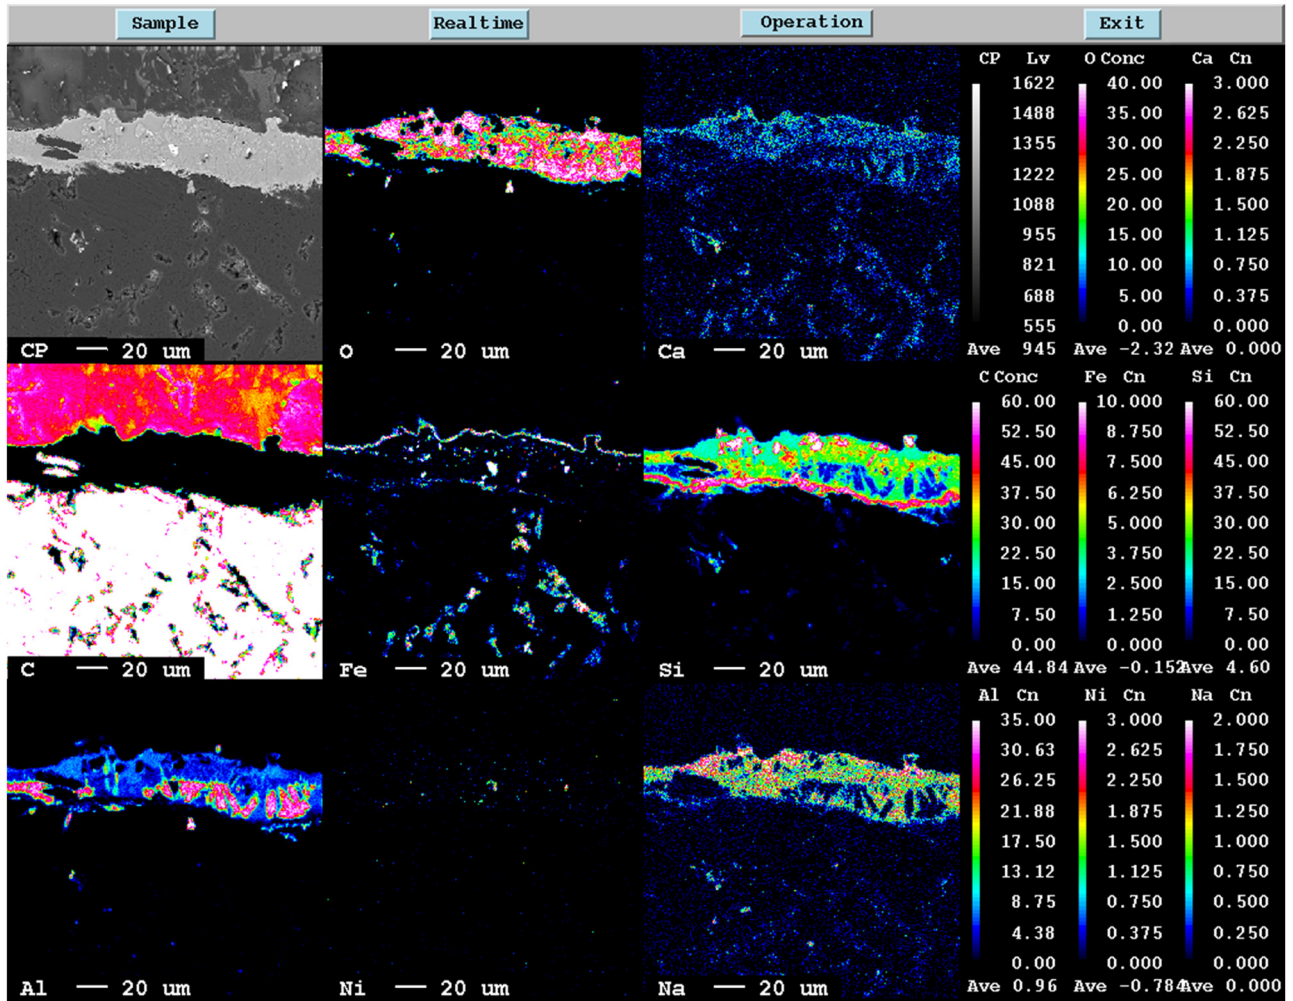 Sample Realtime Operation Exit
CP Lv O Conc Ca Cn
1622 40.00 3.000
1488 35.00 2.625
1355 30.00 2.250
1222 25.00 1.875
1088 20.00 1.500
955 15.00 1.125
821 10.00 0.750
688 5.00 0.375
555 0.00 0.000
Ave 945 Ave -2.32 Ave 0.000
CP 20 um O 20 um Ca 20 um
C Conc Fe Cn Si Cn
60.00 10.000 60.00
52.50 8.750 52.50
45.00 7.500 45.00
37.50 6.250 37.50
30.00 5.000 30.00
22.50 3.750 22.50
15.00 2.500 15.00
7.50 1.250 7.50
0.00 0.000 0.00
Ave 44.84 Ave -0.152 Ave 4.60
C 20 um Fe 20 um Si 20 um
Al Cn Ni Cn Na Cn
35.00 3.000 2.000
30.63 2.625 1.750
26.25 2.250 1.500
21.88 1.875 1.250
17.50 1.500 1.000
13.12 1.125 0.750
8.75 0.750 0.500
4.38 0.375 0.250
0.00 0.000 0.000
Ave 0.96 Ave -0.784 Ave 0.000
Al 20 um Ni 20 um Na 20 um